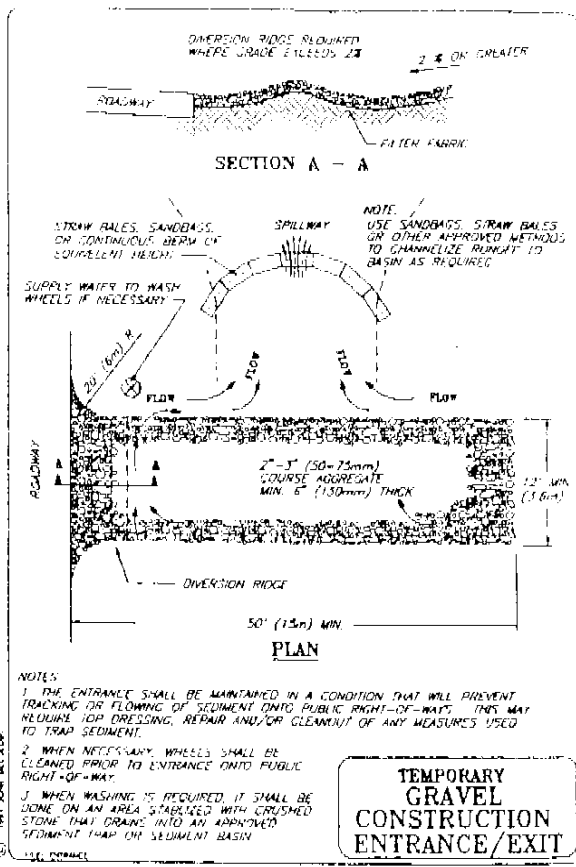 DIVERSION RIDGE REQUIRED
WHERE GRADE EXCEEDS 2%
2 % OR GREATER
ROADWAY
FILTER FABRIC
SECTION A - A
STRAW BALES, SANDBAGS,
OR CONTINUOUS BERM OF
EQUIVELENT HEIGHT
SPILLWAY
NOTE:
USE SANDBAGS, STRAW BALES
OR OTHER APPROVED METHODS
TO CHANNELIZE RUNOFF TO
BASIN AS REQUIRED
SUPPLY WATER TO WASH
WHEELS IF NECESSARY
20' (6m) R
FLOW
FLOW
FLOW
FLOW
ROADWAY
A
A
2"-3" (50-75mm)
COURSE AGGREGATE
MIN. 6" (150mm) THICK
12' MIN
(3.6m)
DIVERSION RIDGE
50' (15m) MIN.
PLAN
NOTES
1 THE ENTRANCE SHALL BE MAINTAINED IN A CONDITION THAT WILL PREVENT
TRACKING OR FLOWING OF SEDIMENT ONTO PUBLIC RIGHT-OF-WAYS THIS MAY
REQUIRE TOP DRESSING, REPAIR AND/OR CLEANOUT OF ANY MEASURES USED
TO TRAP SEDIMENT.
2 WHEN NECESSARY, WHEELS SHALL BE
CLEANED PRIOR TO ENTRANCE ONTO PUBLIC
RIGHT-OF-WAY.
3 WHEN WASHING IS REQUIRED, IT SHALL BE
DONE ON AN AREA STABILIZED WITH CRUSHED
STONE THAT DRAINS INTO AN APPROVED
SEDIMENT TRAP OR SEDIMENT BASIN
TEMPORARY
GRAVEL
CONSTRUCTION
ENTRANCE/EXIT